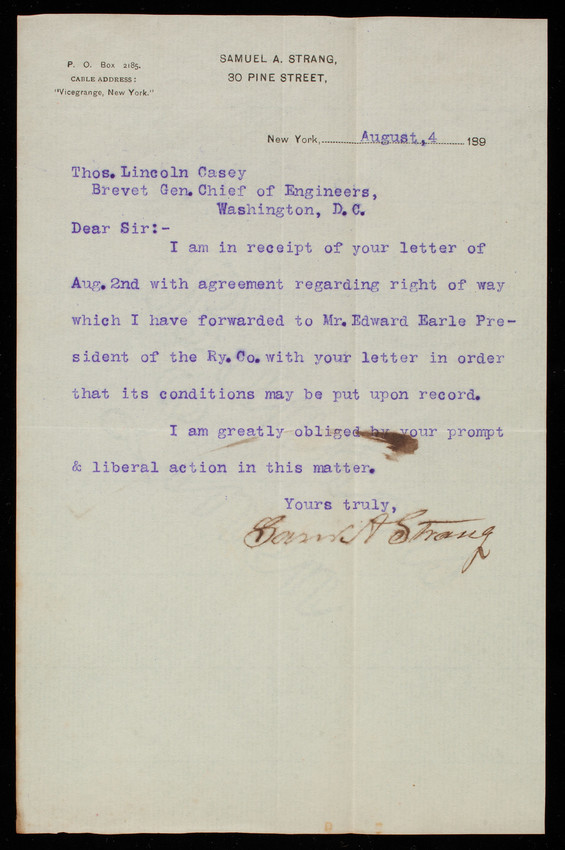 P. O. Box 2185.
CABLE ADDRESS:
"Vicegrange, New York."
SAMUEL A. STRANG,
30 PINE STREET,
New York, August, 4 189
Thos. Lincoln Casey
Brevet Gen. Chief of Engineers,
Washington, D.C.
Dear Sir:-
I am in receipt of your letter of
Aug. 2nd with agreement regarding right of way
which I have forwarded to Mr. Edward Earle Pre-
sident of the Ry. Co. with your letter in order
that its conditions may be put upon record.
I am greatly obliged by your prompt
& liberal action in this matter.
Yours truly,
Saml A Strang